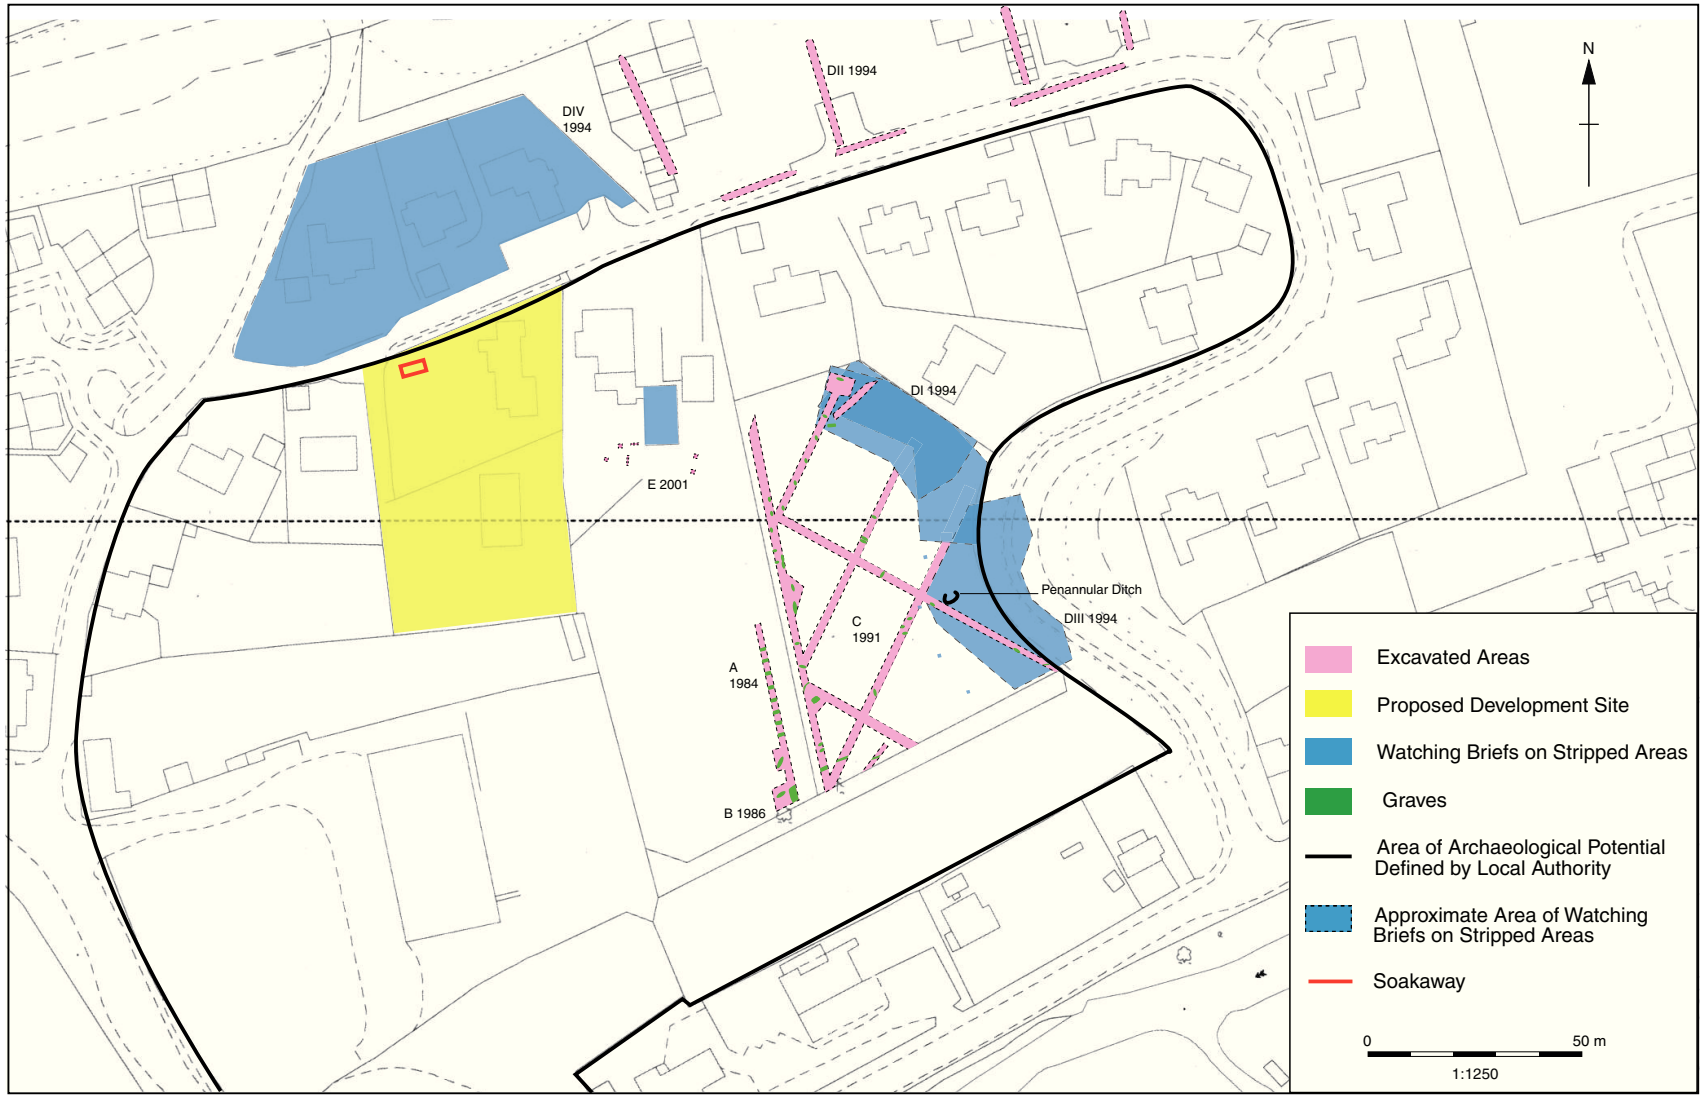 N
DII 1994
DIV
1994
DI 1994
E 2001
Penannular Ditch
DIII 1994
C
1991
A
1984
B 1986
Excavated Areas
Proposed Development Site
Watching Briefs on Stripped Areas
Graves
Area of Archaeological Potential
Defined by Local Authority
Approximate Area of Watching
Briefs on Stripped Areas
Soakaway
0 50 m
1:1250